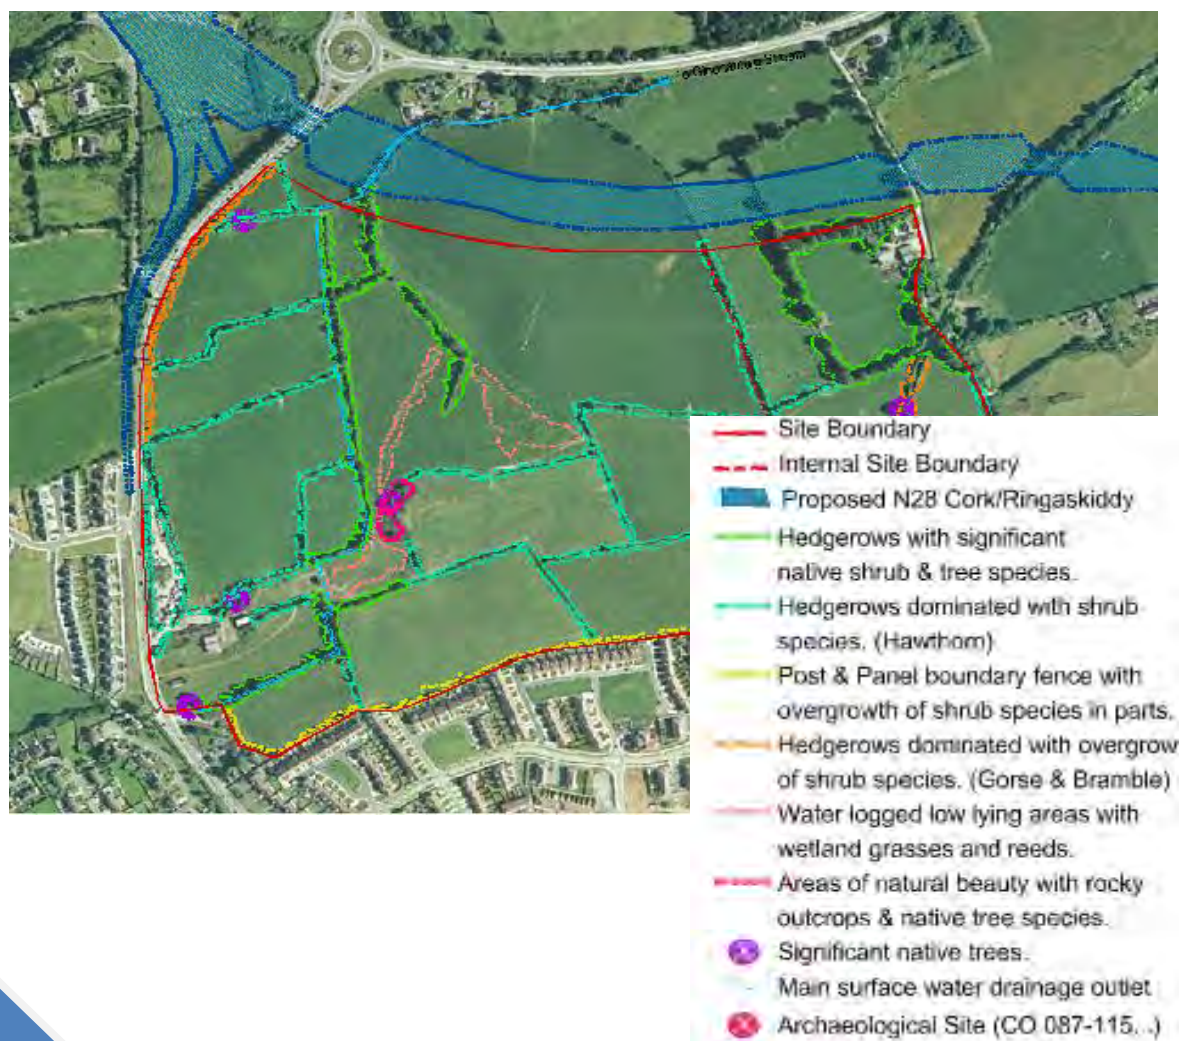 Site Boundary
Internal Site Boundary
Proposed N28 Cork/Ringaskiddy
Hedgerows with significant
native shrub & tree species.
Hedgerows dominated with shrub
species. (Hawthorn)
Post & Panel boundary fence with
overgrowth of shrub species in parts.
Hedgerows dominated with overgrow
of shrub species. (Gorse & Bramble)
Water logged low lying areas with
wetland grasses and reeds.
Areas of natural beauty with rocky
outcrops & native tree species.
Significant native trees.
Main surface water drainage outlet
Archaeological Site (CO 087-115. .)